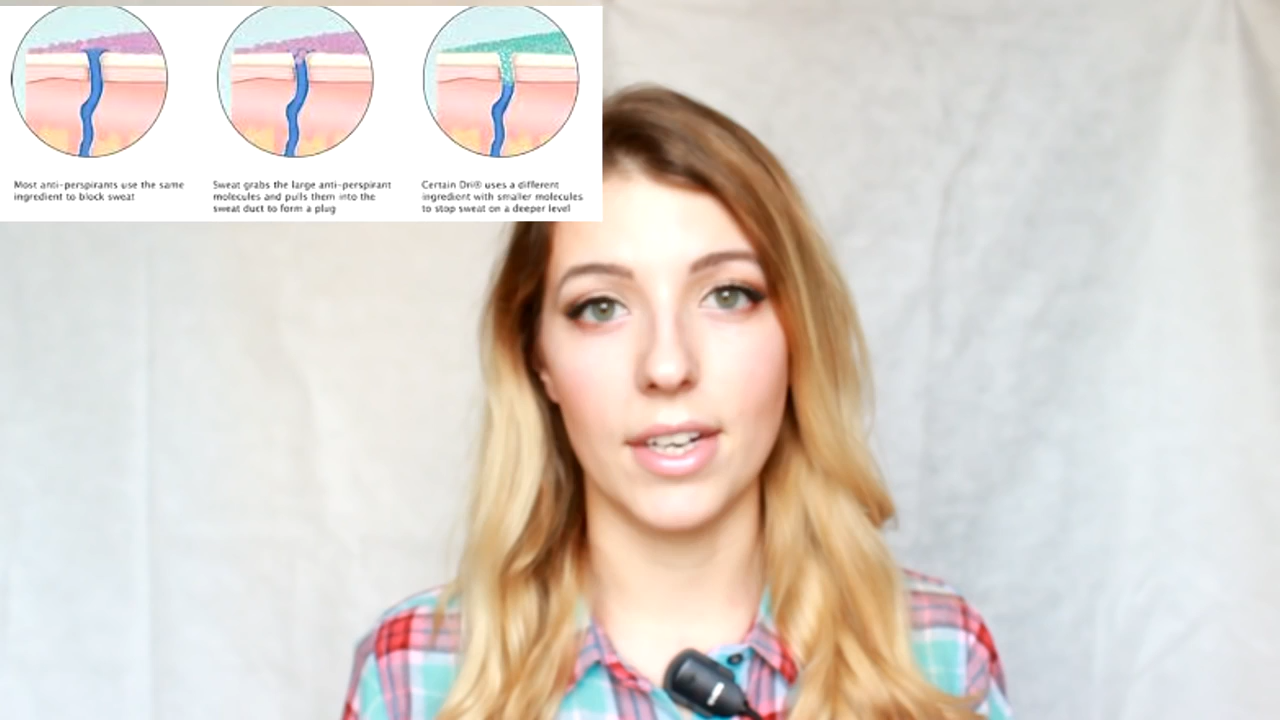 Most anti-perspirants use the same
ingredient to block sweat
Sweat grabs the large anti-perspirant
molecules and pulls them into the
sweat duct to form a plug
Certain Dri® uses a different
ingredient with smaller molecules
to stop sweat on a deeper level